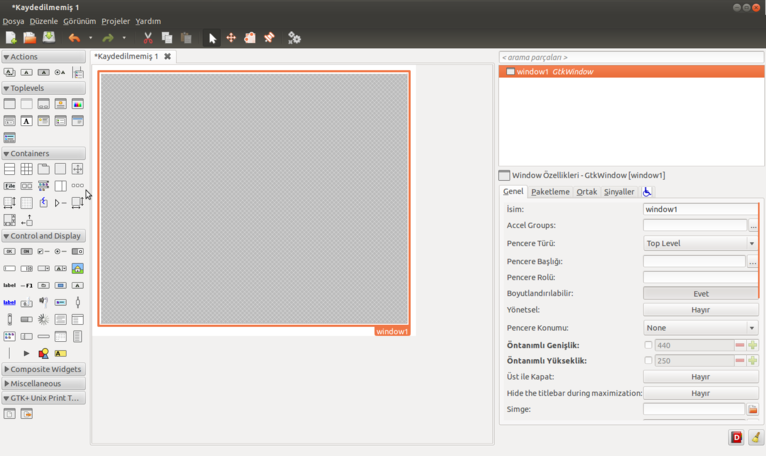 *Kaydedilmemiş 1
Dosya Düzenle Görünüm Projeler Yardım
Actions
Toplevels
Containers
File
Control and Display
OK
label
label
Composite Widgets
Miscellaneous
GTK+ Unix Print T...
*Kaydedilmemiş 1
window1
< arama parçaları >
window1 GtkWindow
Window Özellikleri - GtkWindow [window1]
Genel Paketleme Ortak Sinyaller
İsim: window1
Accel Groups: ...
Pencere Türü: Top Level
Pencere Başlığı: ...
Pencere Rolü:
Boyutlandırılabilir: Evet
Yönetsel: Hayır
Pencere Konumu: None
Öntanımlı Genişlik: 440
Öntanımlı Yükseklik: 250
Üst ile Kapat: Hayır
Hide the titlebar during maximization: Hayır
Simge: